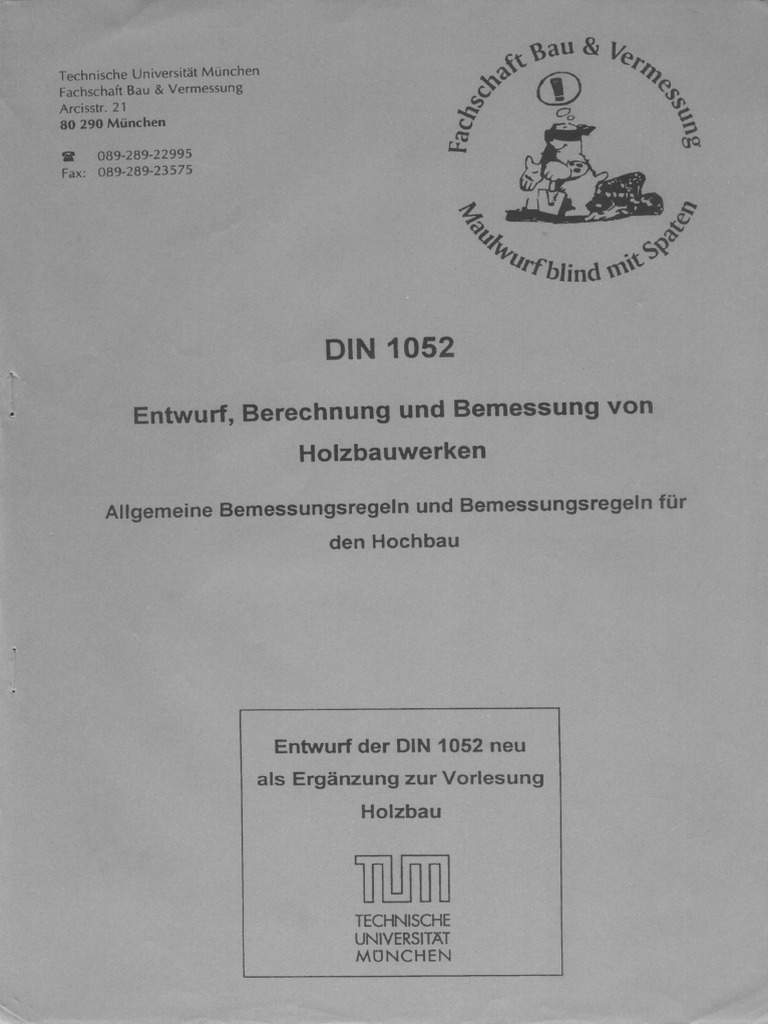 Technische Universität München
Fachschaft Bau & Vermessung
Arcisstr. 21
80 290 München
☎ 089-289-22995
Fax: 089-289-23575
Fachschaft Bau & Vermessung
!
Maulwurf blind mit Spaten
DIN 1052
Entwurf, Berechnung und Bemessung von
Holzbauwerken
Allgemeine Bemessungsregeln und Bemessungsregeln für
den Hochbau
Entwurf der DIN 1052 neu
als Ergänzung zur Vorlesung
Holzbau
TUM
TECHNISCHE
UNIVERSITÄT
MÜNCHEN